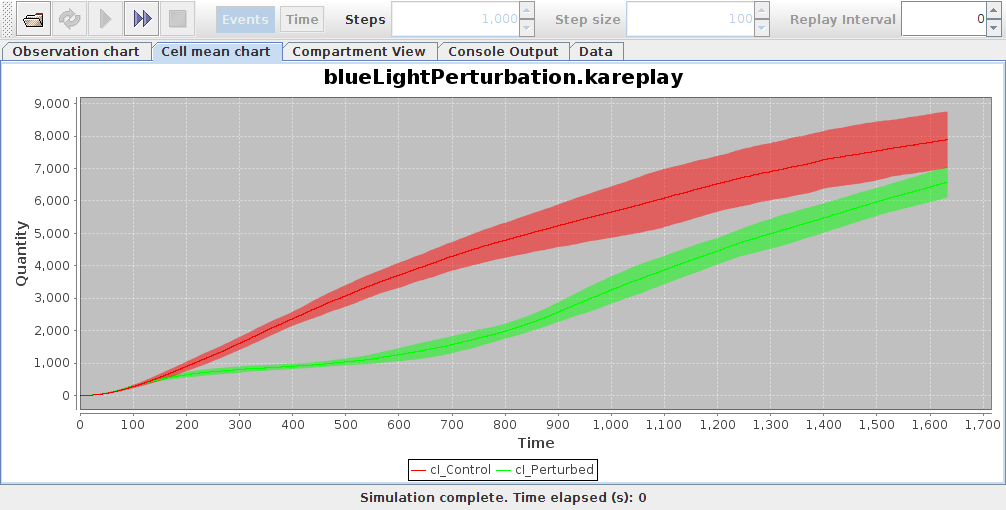 Events Time Steps 1,000 Step size 100 Replay Interval 0
Observation chart Cell mean chart Compartment View Console Output Data
blueLightPerturbation.kareplay
Quantity
9,000
8,000
7,000
6,000
5,000
4,000
3,000
2,000
1,000
0
0 100 200 300 400 500 600 700 800 900 1,000 1,100 1,200 1,300 1,400 1,500 1,600 1,700
Time
cI_Control cI_Perturbed
Simulation complete. Time elapsed (s): 0